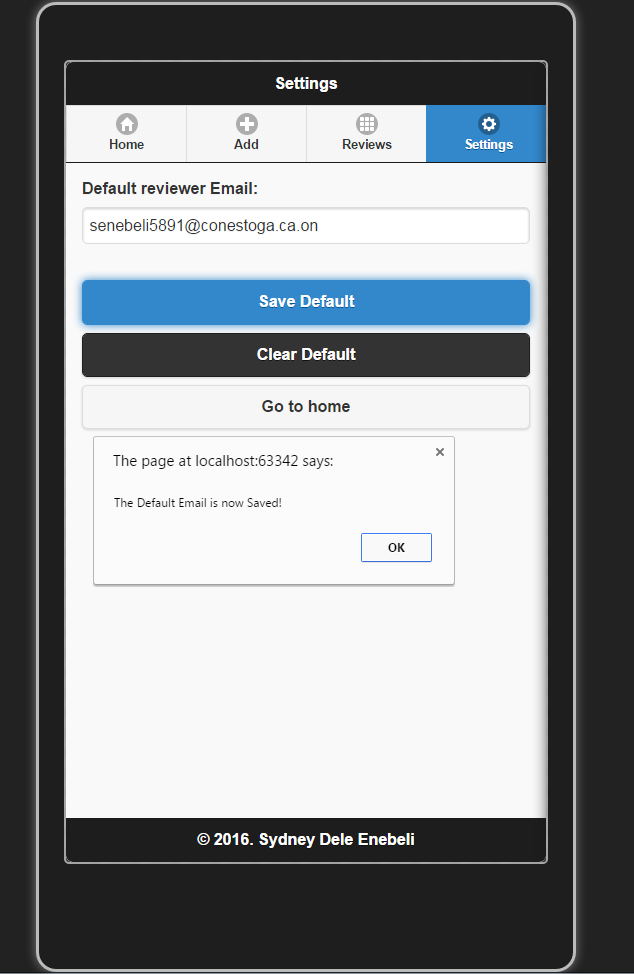 Settings
Home Add Reviews Settings
Default reviewer Email:
senebeli5891@conestoga.ca.on
Save Default
Clear Default
Go to home
The page at localhost:63342 says:
The Default Email is now Saved!
OK
© 2016. Sydney Dele Enebeli